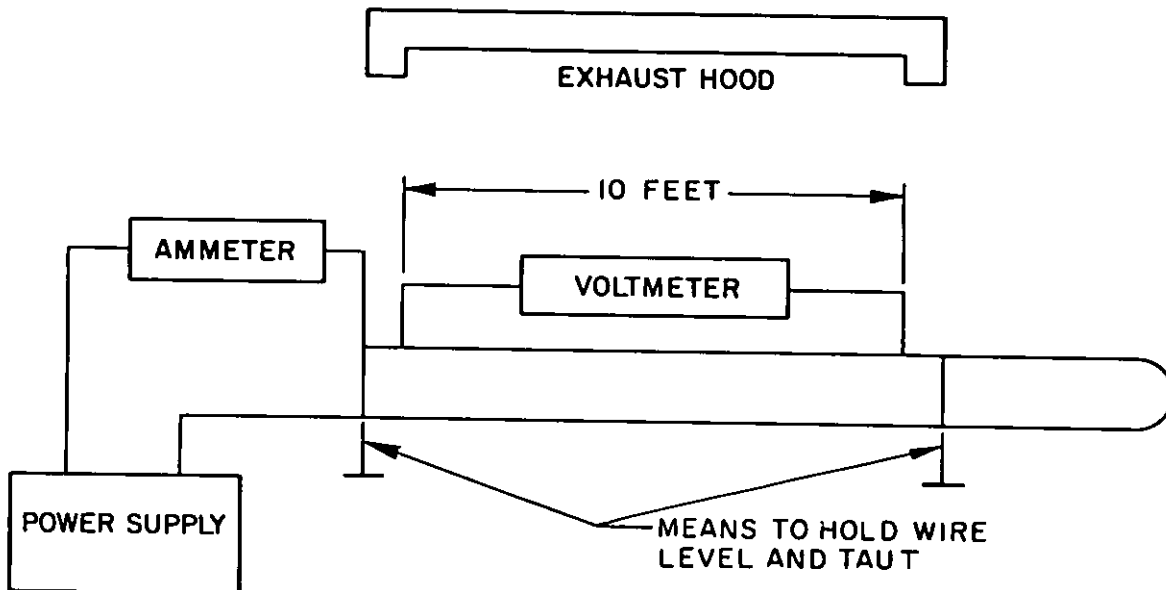 EXHAUST HOOD
10 FEET
AMMETER
VOLTMETER
POWER SUPPLY
MEANS TO HOLD WIRE
LEVEL AND TAUT